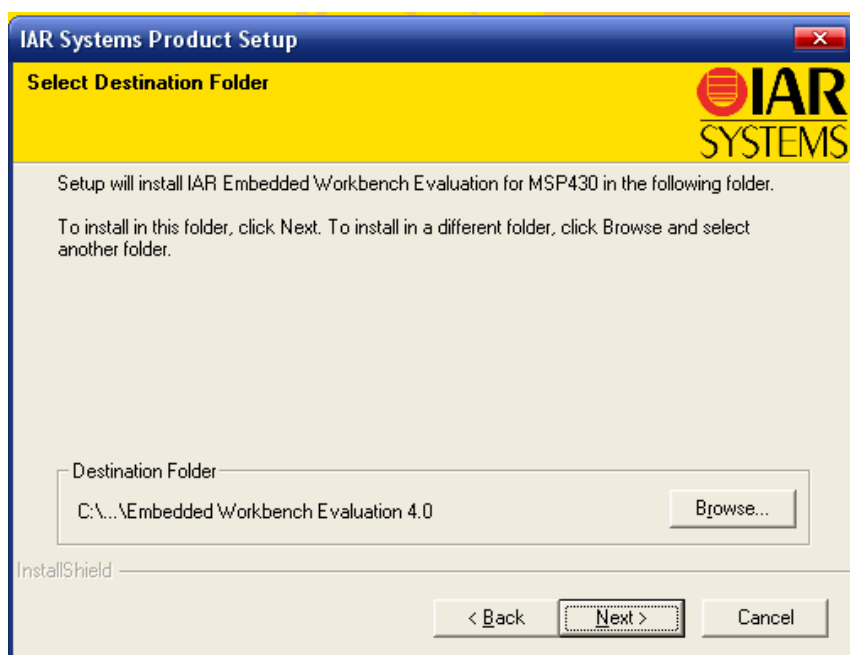 IAR Systems Product Setup
Select Destination Folder
IAR
SYSTEMS
Setup will install IAR Embedded Workbench Evaluation for MSP430 in the following folder.
To install in this folder, click Next. To install in a different folder, click Browse and select
another folder.
Destination Folder
C:\...\Embedded Workbench Evaluation 4.0
Browse...
InstallShield
< Back
Next >
Cancel